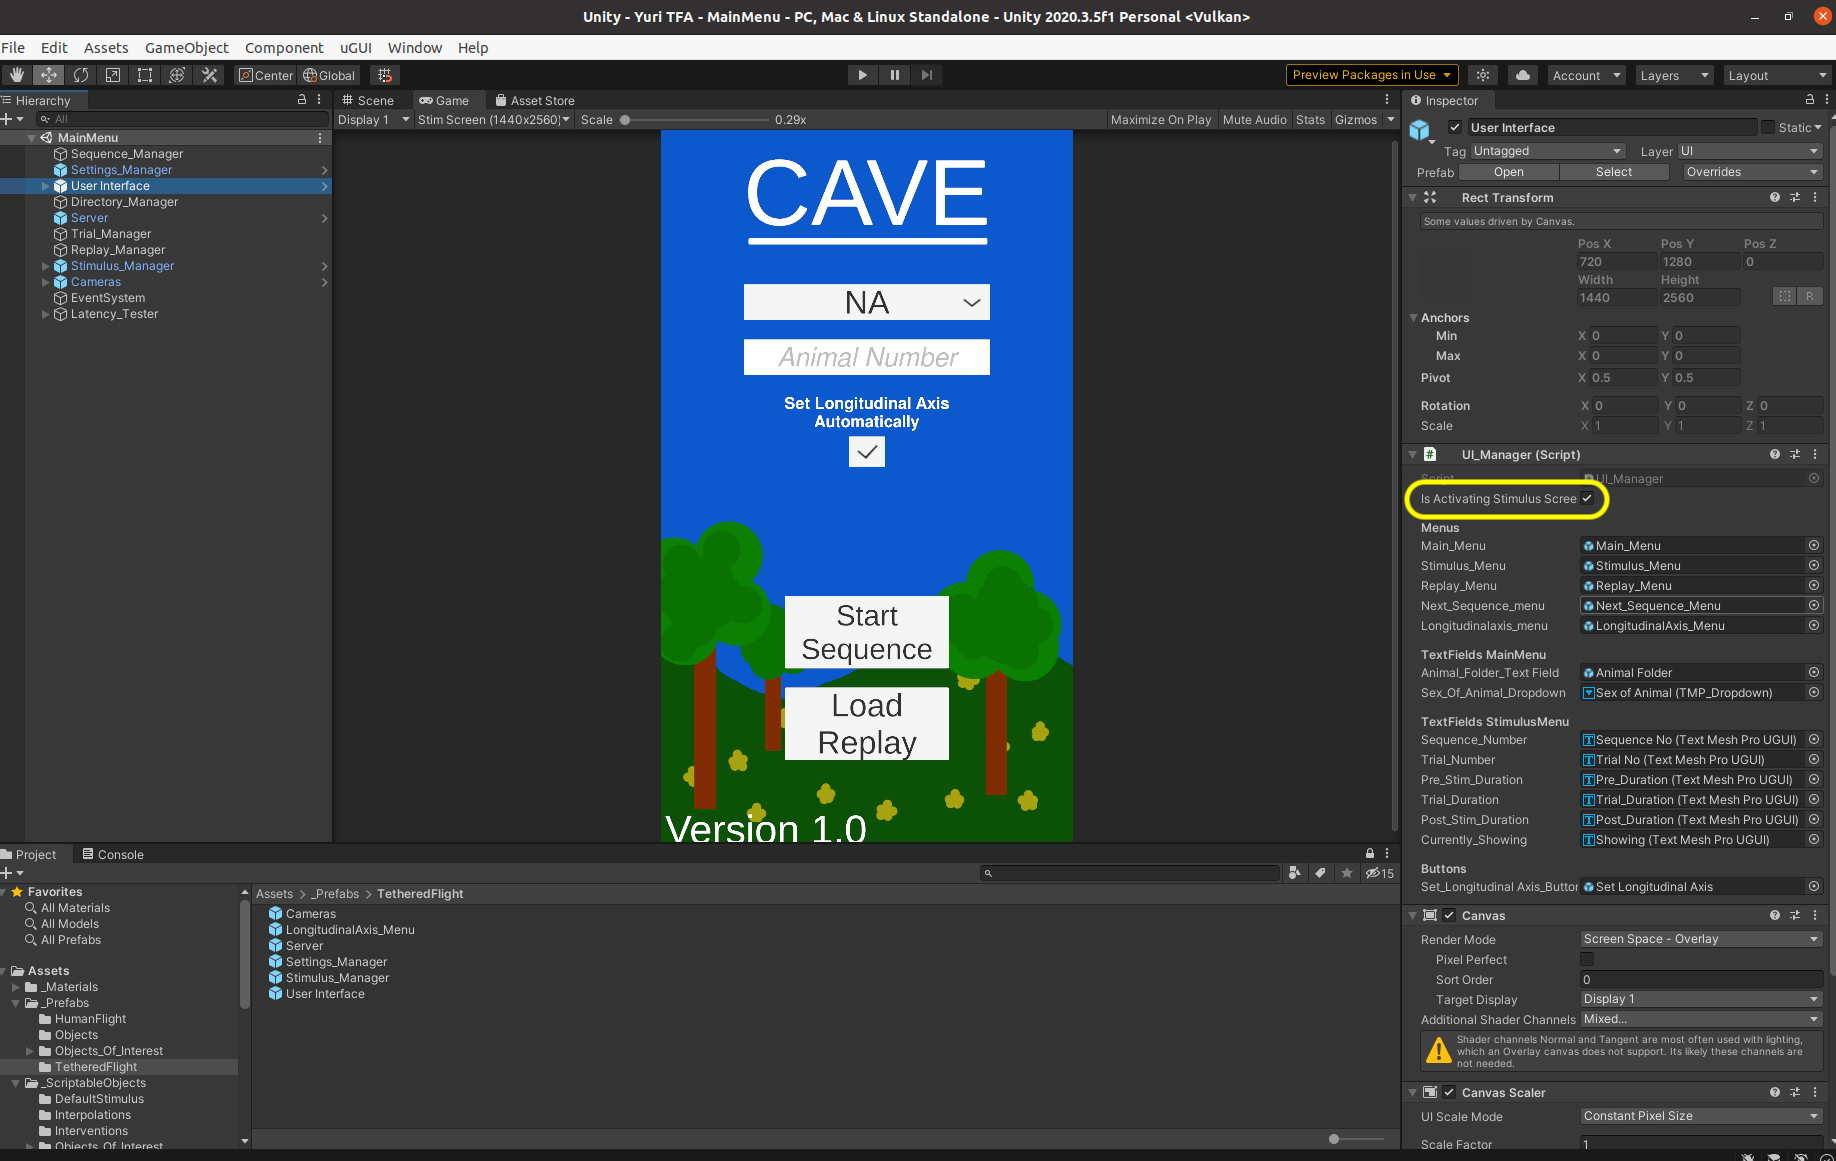 Unity - Yuri TFA - MainMenu - PC, Mac & Linux Standalone - Unity 2020.3.5f1 Personal <Vulkan>
File Edit Assets GameObject Component uGUI Window Help
Center Global Preview Packages in Use Account Layers Layout
Hierarchy
All
MainMenu
Sequence_Manager
Settings_Manager
User Interface
Directory_Manager
Server
Trial_Manager
Replay_Manager
Stimulus_Manager
Cameras
EventSystem
Latency_Tester
Scene Game Asset Store
Display 1 Stim Screen (1440x2560) Scale 0.29x Maximize On Play Mute Audio Stats Gizmos
CAVE
NA
Animal Number
Set Longitudinal Axis
Automatically
Start
Sequence
Load
Replay
Version 1.0
Inspector
User Interface Static
Tag Untagged Layer UI
Prefab Open Select Overrides
Rect Transform
Some values driven by Canvas.
Pos X Pos Y Pos Z
720 1280 0
Width Height
1440 2560
R
Anchors
Min X 0 Y 0
Max X 0 Y 0
Pivot X 0.5 Y 0.5
Rotation X 0 Y 0 Z 0
Scale X 1 Y 1 Z 1
UI_Manager (Script)
Script UI_Manager
Is Activating Stimulus Scree
Menus
Main_Menu Main_Menu
Stimulus_Menu Stimulus_Menu
Replay_Menu Replay_Menu
Next_Sequence_menu Next_Sequence_Menu
Longitudinalaxis_menu LongitudinalAxis_Menu
TextFields MainMenu
Animal_Folder_Text Field Animal Folder
Sex_Of_Animal_Dropdown Sex of Animal (TMP_Dropdown)
TextFields StimulusMenu
Sequence_Number Sequence No (Text Mesh Pro UGUI)
Trial_Number Trial No (Text Mesh Pro UGUI)
Pre_Stim_Duration Pre_Duration (Text Mesh Pro UGUI)
Trial_Duration Trial_Duration (Text Mesh Pro UGUI)
Post_Stim_Duration Post_Duration (Text Mesh Pro UGUI)
Currently_Showing Showing (Text Mesh Pro UGUI)
Buttons
Set_Longitudinal Axis_Buttor Set Longitudinal Axis
Canvas
Render Mode Screen Space - Overlay
Pixel Perfect
Sort Order 0
Target Display Display 1
Additional Shader Channels Mixed...
Shader channels Normal and Tangent are most often used with lighting,
which an Overlay canvas does not support. Its likely these channels are
not needed.
Canvas Scaler
UI Scale Mode Constant Pixel Size
Scale Factor 1
Project Console
15
Favorites
All Materials
All Models
All Prefabs
Assets
_Materials
_Prefabs
HumanFlight
Objects
Objects_Of_Interest
TetheredFlight
_ScriptableObjects
DefaultStimulus
Interpolations
Interventions
Objects_Of_Interest
Assets > _Prefabs > TetheredFlight
Cameras
LongitudinalAxis_Menu
Server
Settings_Manager
Stimulus_Manager
User Interface